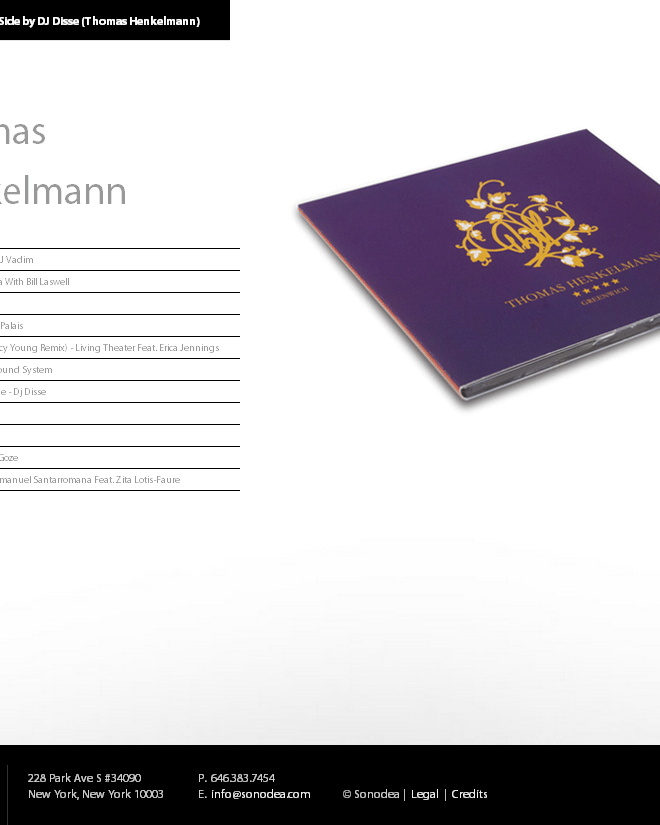 Side by DJ Disse (Thomas Henkelmann)
nas
kelmann
J Vadim
a With Bill Laswell
Palais
cy Young Remix) - Living Theater Feat. Erica Jennings
ound System
e - Dj Disse
Goze
manuel Santarromana Feat. Zita Lotis-Faure
THOMAS HENKELMANN
GREENWICH
228 Park Ave S #34090
New York, New York 10003
P. 646.383.7454
E. info@sonodea.com
© Sonodea | Legal | Credits